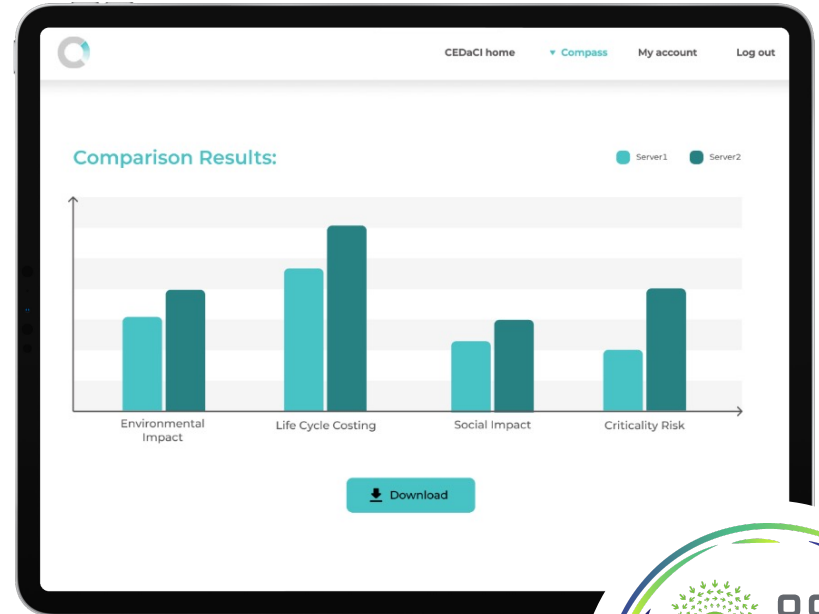 CEDaCI home
▼ Compass
My account
Log out
Comparison Results:
Server1
Server2
Environmental
Impact
Life Cycle Costing
Social Impact
Criticality Risk
Download